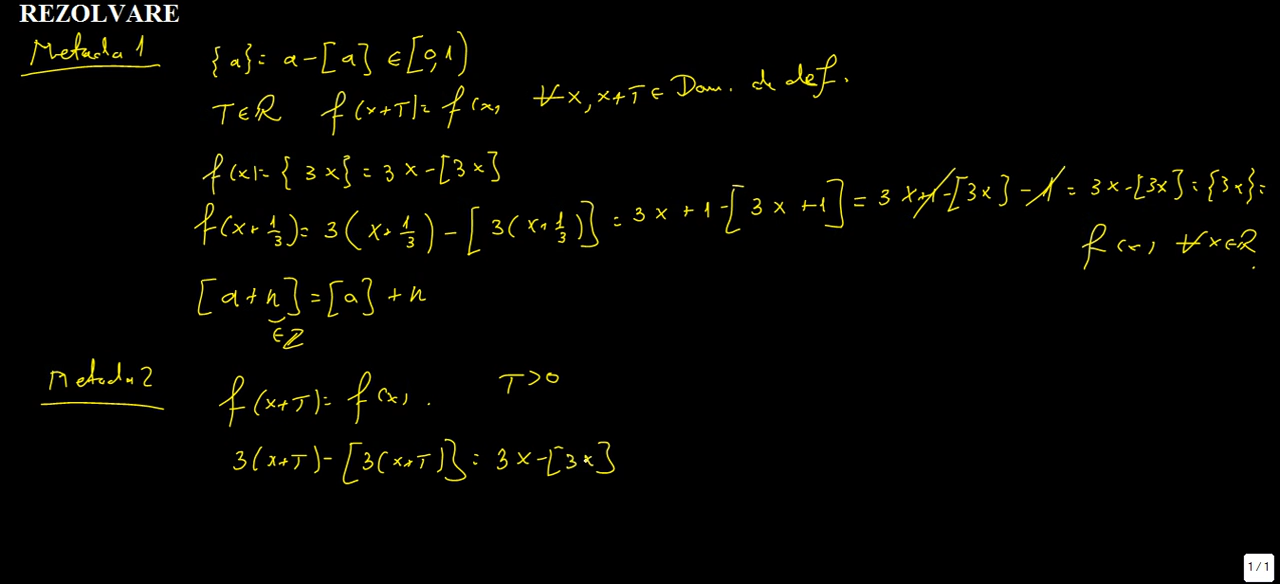 REZOLVARE
Metoda 1
{a} = a - [a] ∈ [0,1)
T∈R f(x+T) = f(x), ∀x, x+T ∈ Dom. de def.
f(x) = {3x} = 3x - [3x]
f(x+1/3) = 3(x+1/3) - [3(x+1/3)] = 3x+1 - [3x+1] = 3x+1 - [3x] - 1 = 3x - [3x] = {3x} =
f(x), ∀x∈R.
[a+n] = [a] + n
∈Z
Metoda 2
f(x+T) = f(x). T>0
3(x+T) - [3(x+T)] = 3x - [3x]
1/1